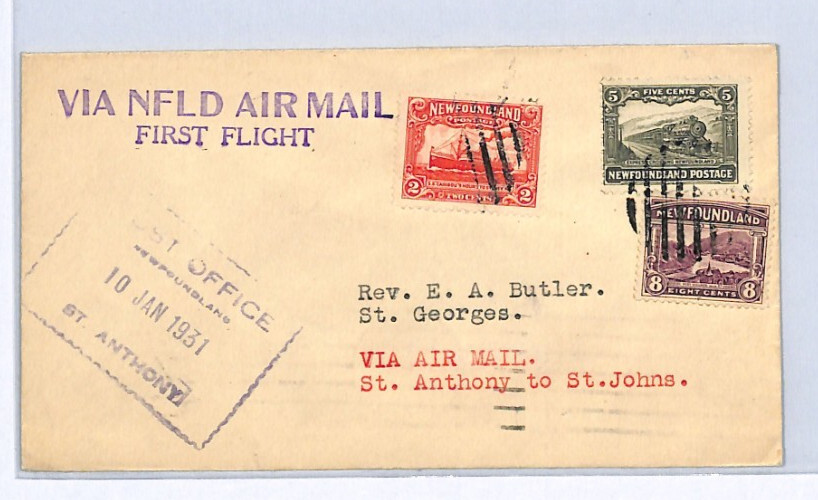 VIA NFLD AIR MAIL
FIRST FLIGHT
NEWFOUNDLAND
POSTAGE
2 2
TWO CENTS
5 FIVE CENTS 5
NEWFOUNDLAND POSTAGE
NEWFOUNDLAND
8 8
EIGHT CENTS
OST OFFICE
NEWFOUNDLAND.
10 JAN 1931
ST. ANTHONY
Rev. E. A. Butler.
St. Georges.
VIA AIR MAIL.
St. Anthony to St.Johns.